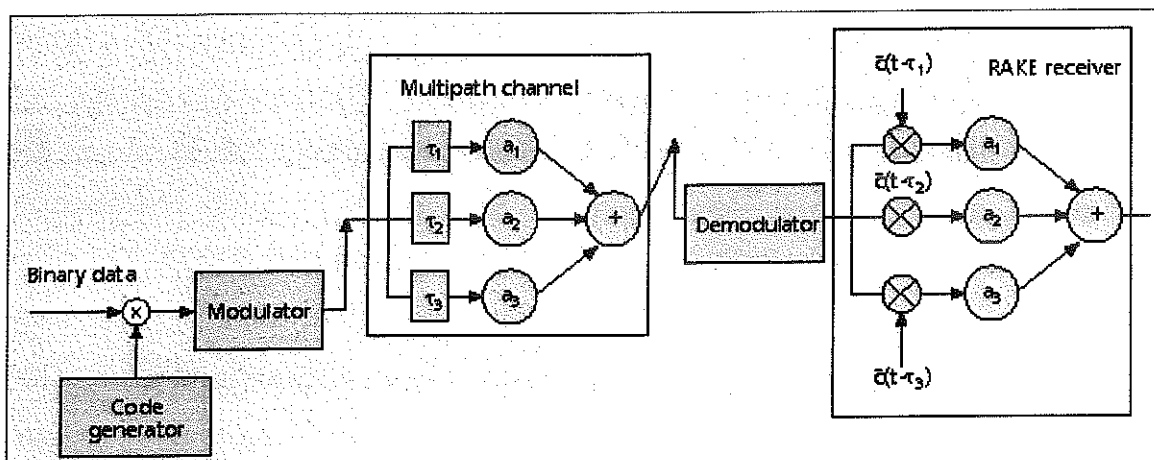 Binary data
×
Code
generator
Modulator
Multipath channel
τ₁
a₁
τ₂
a₂
τ₃
a₃
+
Demodulator
RAKE receiver
c̄(t-τ₁)
a₁
c̄(t-τ₂)
a₂
a₃
c̄(t-τ₃)
+